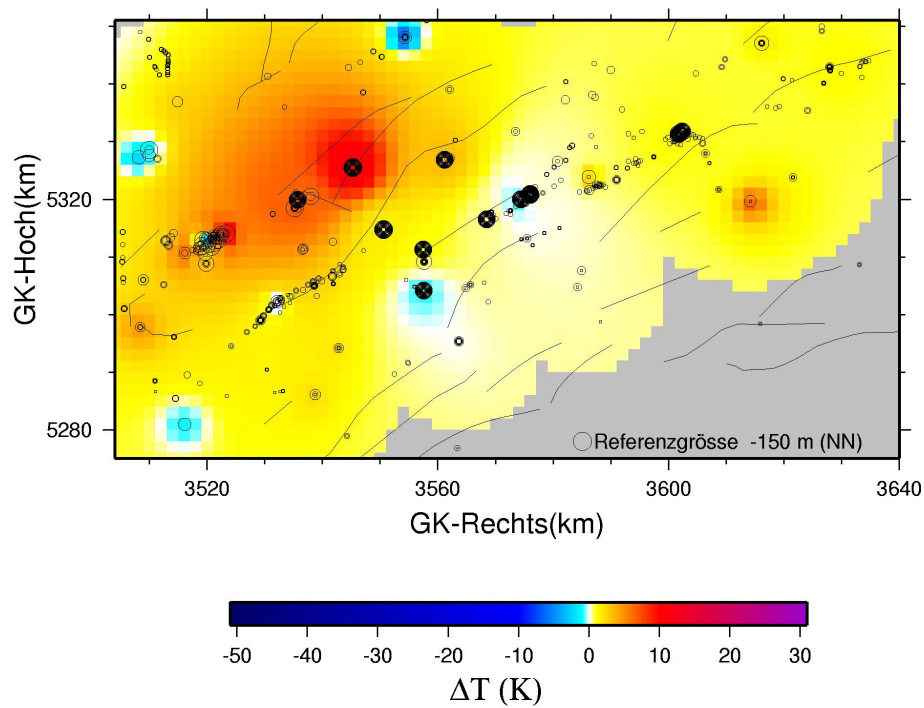 5320
5280
GK-Hoch(km)
Referenzgrösse -150 m (NN)
3520 3560 3600 3640
GK-Rechts(km)
-50 -40 -30 -20 -10 0 10 20 30
ΔT (K)